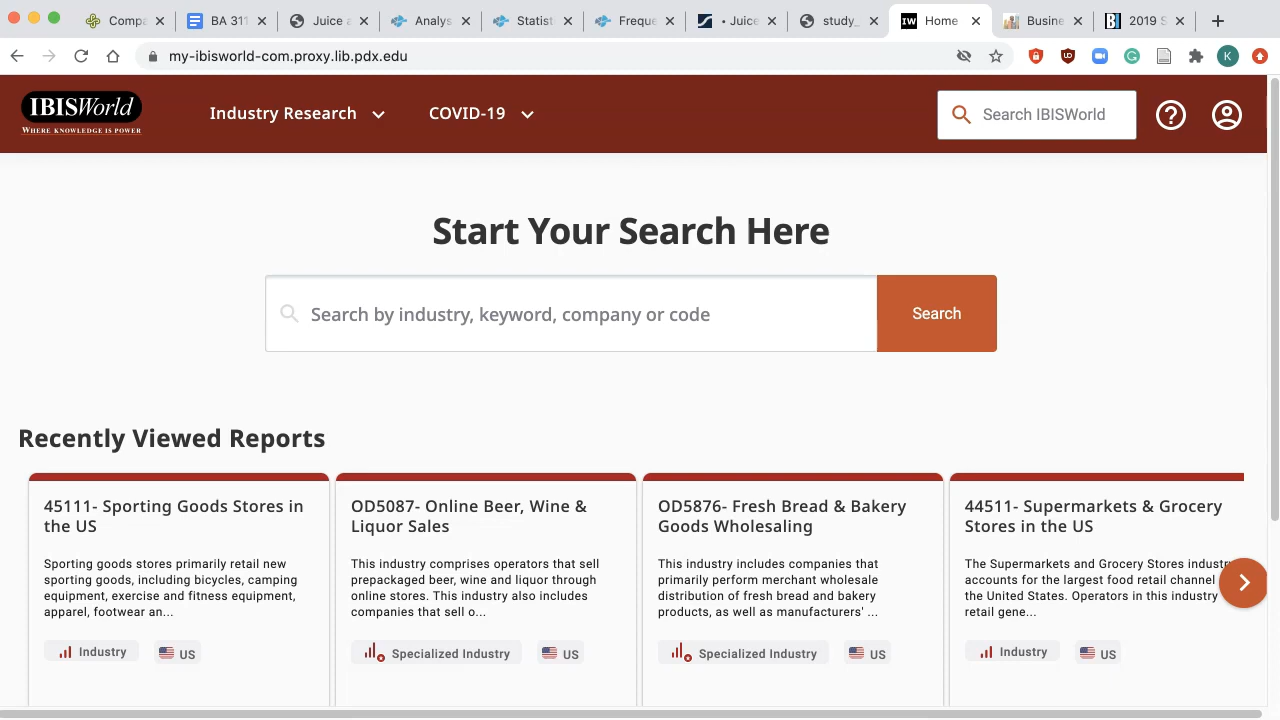 Compa
BA 311
Juice a
Analys
Statist
Freque
• Juice
study_
IW Home
Busine
2019 S
my-ibisworld-com.proxy.lib.pdx.edu
K
IBISWorld
WHERE KNOWLEDGE IS POWER
Industry Research
COVID-19
Search IBISWorld
Start Your Search Here
Search by industry, keyword, company or code
Search
Recently Viewed Reports
45111- Sporting Goods Stores in
the US
Sporting goods stores primarily retail new
sporting goods, including bicycles, camping
equipment, exercise and fitness equipment,
apparel, footwear an...
Industry
US
OD5087- Online Beer, Wine &
Liquor Sales
This industry comprises operators that sell
prepackaged beer, wine and liquor through
online stores. This industry also includes
companies that sell o...
Specialized Industry
US
OD5876- Fresh Bread & Bakery
Goods Wholesaling
This industry includes companies that
primarily perform merchant wholesale
distribution of fresh bread and bakery
products, as well as manufacturers' ...
Specialized Industry
US
44511- Supermarkets & Grocery
Stores in the US
The Supermarkets and Grocery Stores industry
accounts for the largest food retail channel
the United States. Operators in this industry
retail gene...
Industry
US